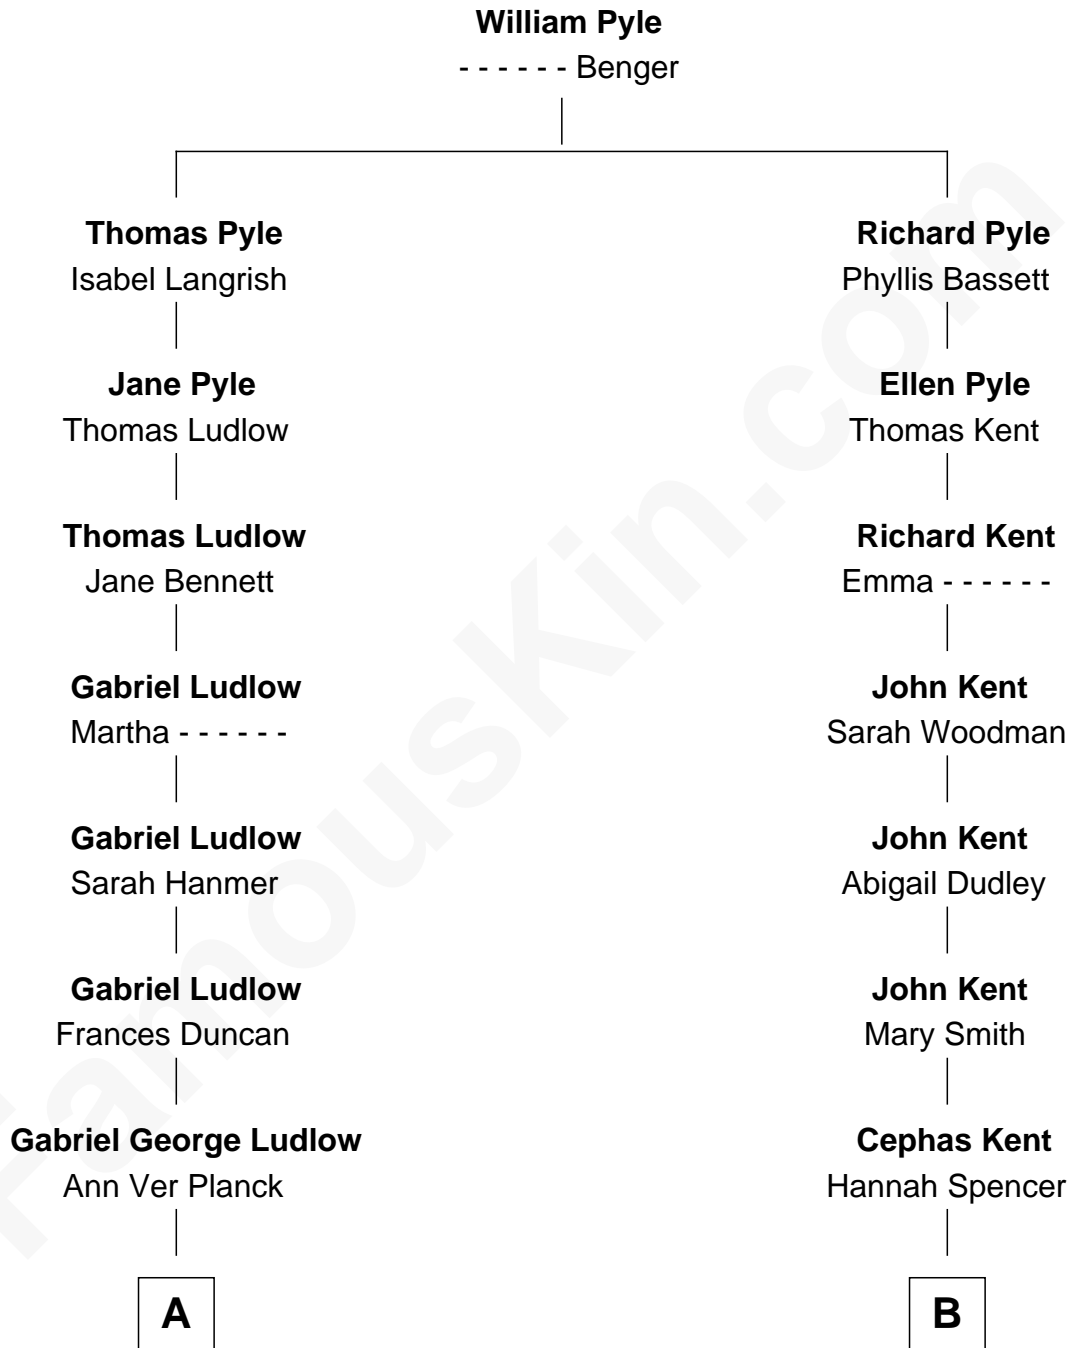 William Pyle
- - - - - - Benger
Thomas Pyle
Isabel Langrish
Richard Pyle
Phyllis Bassett
Jane Pyle
Thomas Ludlow
Ellen Pyle
Thomas Kent
Thomas Ludlow
Jane Bennett
Richard Kent
Emma - - - - - -
Gabriel Ludlow
Martha - - - - - -
John Kent
Sarah Woodman
Gabriel Ludlow
Sarah Hanmer
John Kent
Abigail Dudley
Gabriel Ludlow
Frances Duncan
John Kent
Mary Smith
Gabriel George Ludlow
Ann Ver Planck
Cephas Kent
Hannah Spencer
A
B
FamousKin.com